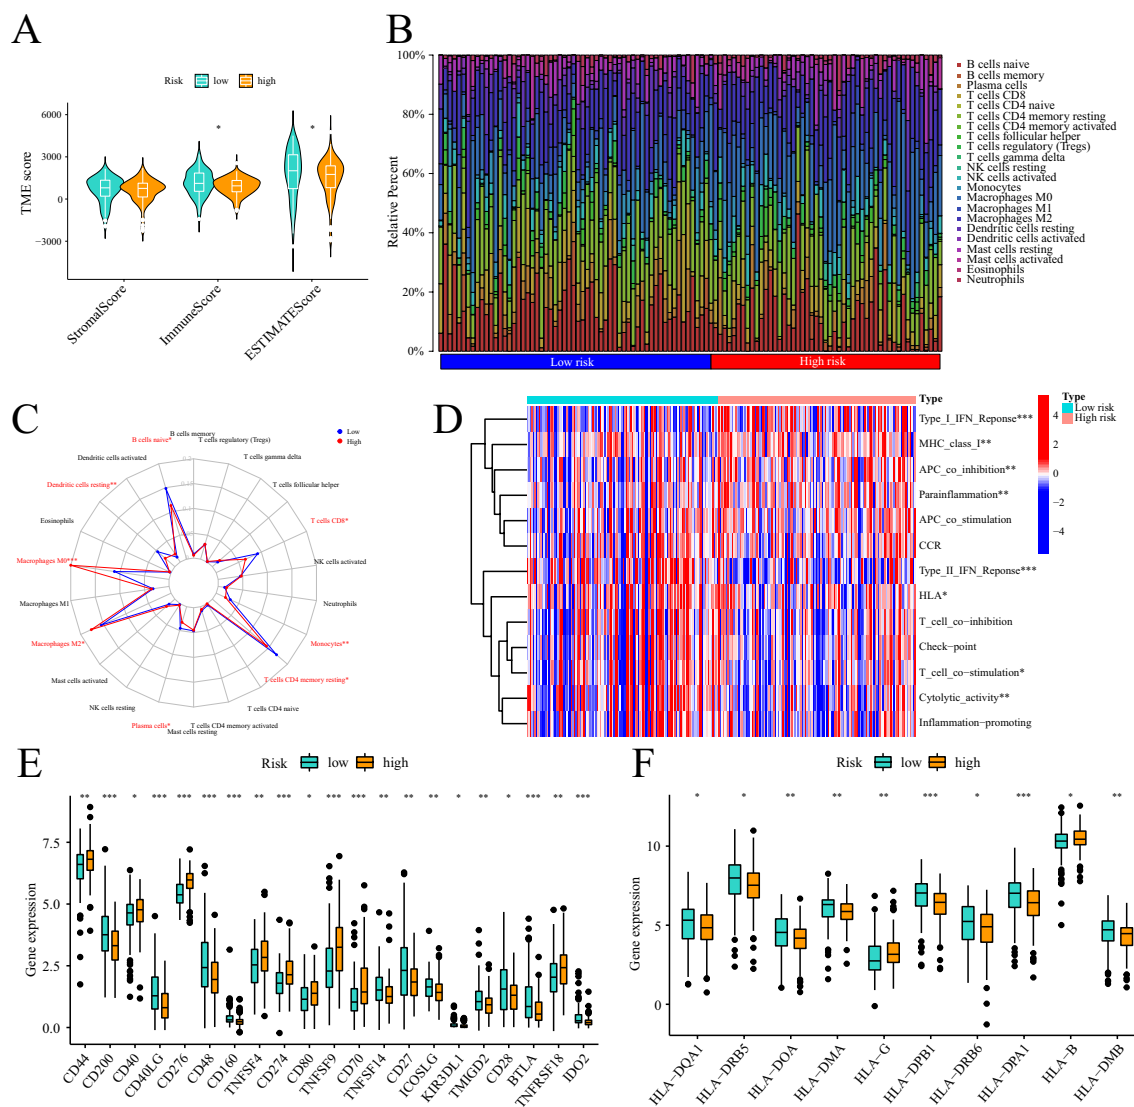 A
Risk low high
TME score
6000
3000
0
−3000
StromalScore
ImmuneScore
ESTIMATEScore
*
*
B
Relative Percent
100%
80%
60%
40%
20%
0%
Low risk
High risk
B cells naive
B cells memory
Plasma cells
T cells CD8
T cells CD4 naive
T cells CD4 memory resting
T cells CD4 memory activated
T cells follicular helper
T cells regulatory (Tregs)
T cells gamma delta
NK cells resting
NK cells activated
Monocytes
Macrophages M0
Macrophages M1
Macrophages M2
Dendritic cells resting
Dendritic cells activated
Mast cells resting
Mast cells activated
Eosinophils
Neutrophils
C
Low
High
B cells memory
B cells naive*
T cells regulatory (Tregs)
Dendritic cells activated
T cells gamma delta
Dendritic cells resting**
T cells follicular helper
Eosinophils
T cells CD8*
Macrophages M0***
NK cells activated
Macrophages M1
Neutrophils
Macrophages M2*
Monocytes**
Mast cells activated
T cells CD4 memory resting*
NK cells resting
T cells CD4 naive
Plasma cells*
T cells CD4 memory activated
Mast cells resting
D
Type
Type_I_IFN_Reponse***
MHC_class_I**
APC_co_inhibition**
Parainflammation**
APC_co_stimulation
CCR
Type_II_IFN_Reponse***
HLA*
T_cell_co−inhibition
Check−point
T_cell_co−stimulation*
Cytolytic_activity**
Inflammation−promoting
4
2
0
−2
−4
Type
Low risk
High risk
E
Risk low high
Gene expression
7.5
5.0
2.5
0.0
** *** * *** *** *** *** ** *** * *** *** ** ** ** * ** * *** ** ***
CD44
CD200
CD40
CD40LG
CD276
CD48
CD160
TNFSF4
CD274
CD80
TNFSF9
CD70
TNFSF14
CD27
ICOSLG
KIR3DL1
TMIGD2
CD28
BTLA
TNFRSF18
IDO2
F
Risk low high
Gene expression
10
5
0
* * ** ** ** *** * *** * **
HLA−DQA1
HLA−DRB5
HLA−DOA
HLA−DMA
HLA−G
HLA−DPB1
HLA−DRB6
HLA−DPA1
HLA−B
HLA−DMB